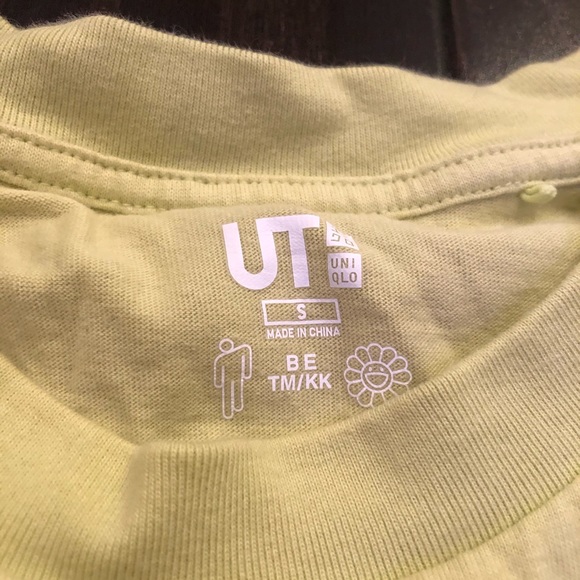 UT
UNI
QLO
S
MADE IN CHINA
BE
TM/KK